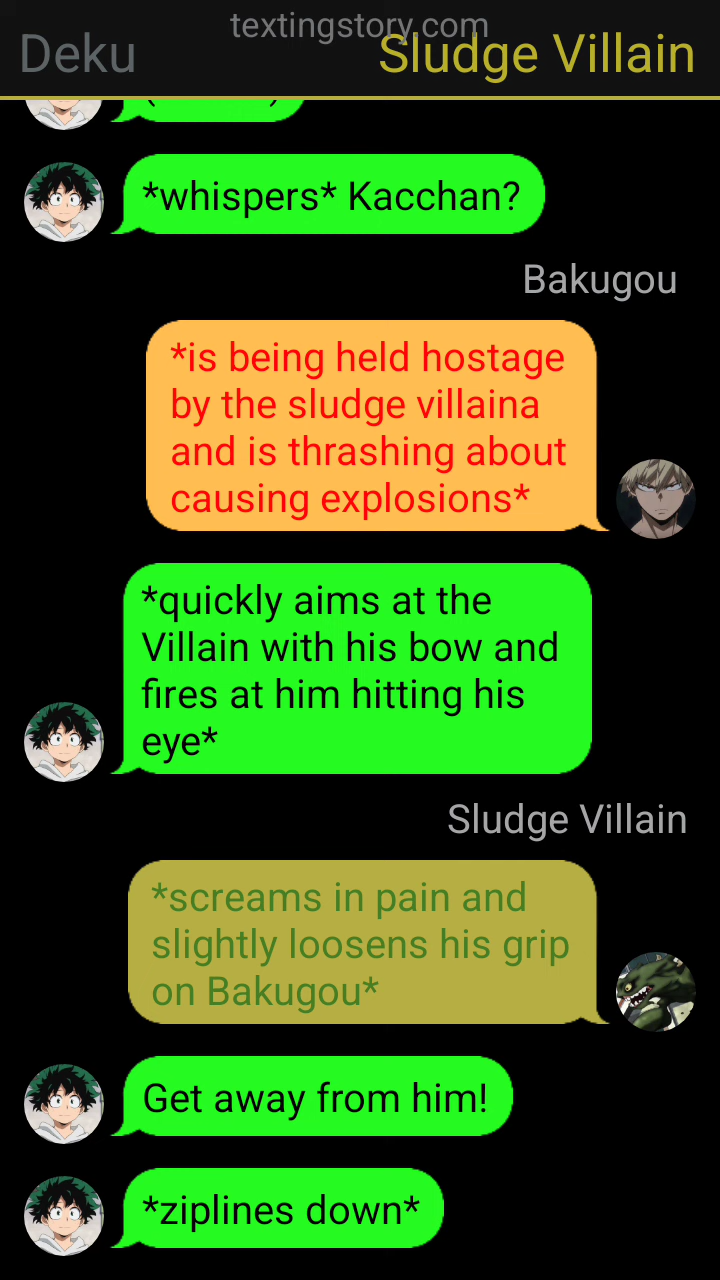 textingstory.com
Deku
Sludge Villain
*whispers* Kacchan?
Bakugou
*is being held hostage
by the sludge villaina
and is thrashing about
causing explosions*
*quickly aims at the
Villain with his bow and
fires at him hitting his
eye*
Sludge Villain
*screams in pain and
slightly loosens his grip
on Bakugou*
Get away from him!
*ziplines down*